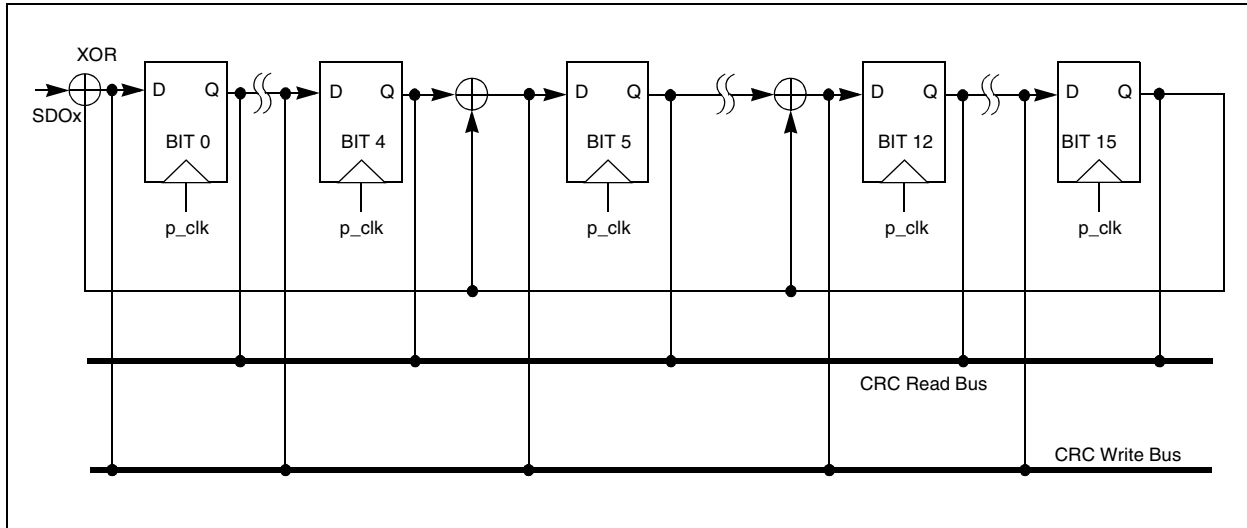 XOR
SDOx
D Q D Q D Q D Q D Q
BIT 0 BIT 4 BIT 5 BIT 12 BIT 15
p_clk p_clk p_clk p_clk p_clk
CRC Read Bus
CRC Write Bus